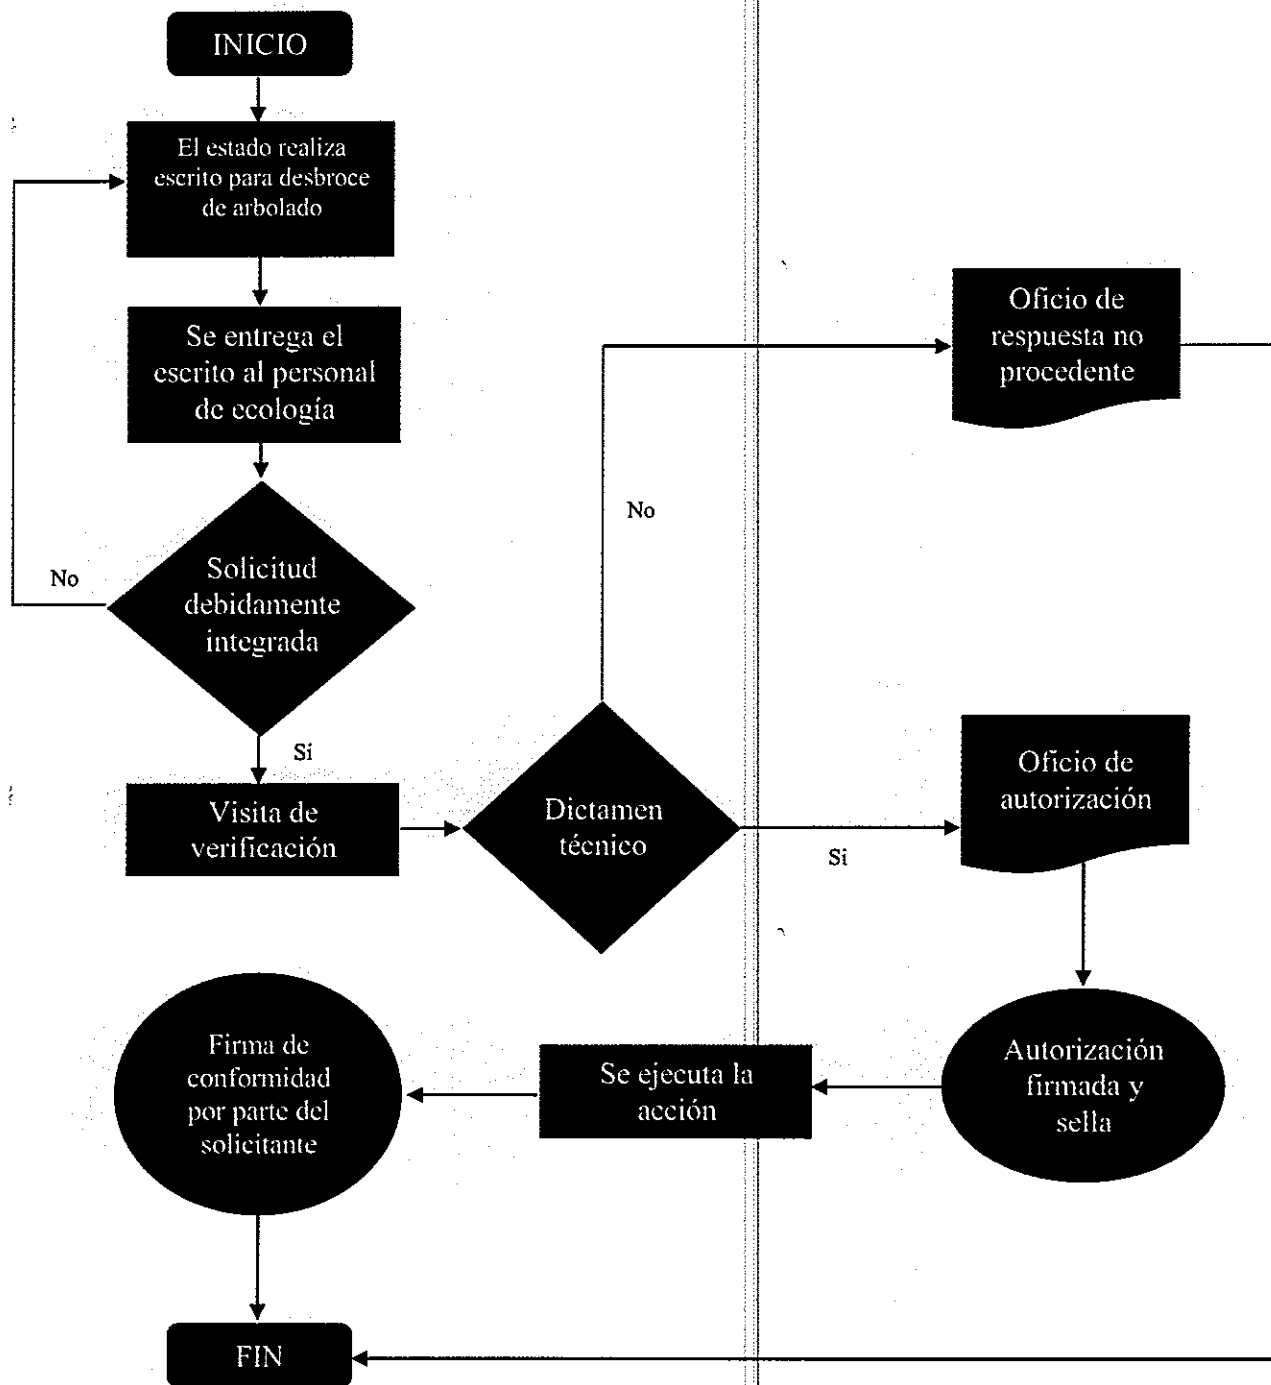 INICIO
El estado realiza
escrito para desbroce
de arbolado
Se entrega el
escrito al personal
de ecología
Solicitud
debidamente
integrada
No
Si
Visita de
verificación
Dictamen
técnico
No
Oficio de
respuesta no
procedente
Si
Oficio de
autorización
Autorización
firmada y
sella
Se ejecuta la
acción
Firma de
conformidad
por parte del
solicitante
FIN